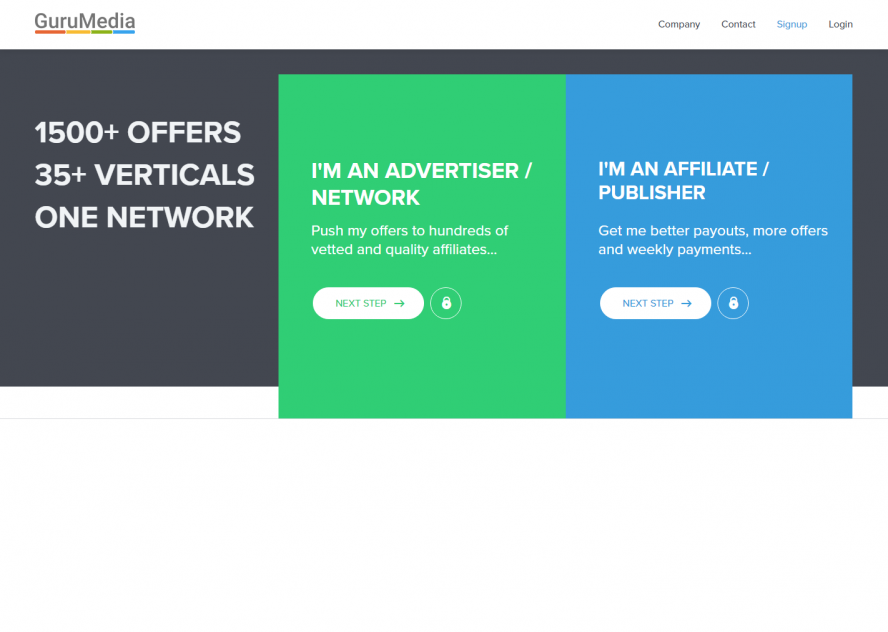 GuruMedia
Company
Contact
Signup
Login
1500+ OFFERS
35+ VERTICALS
ONE NETWORK
I'M AN ADVERTISER /
NETWORK
Push my offers to hundreds of
vetted and quality affiliates...
NEXT STEP
I'M AN AFFILIATE /
PUBLISHER
Get me better payouts, more offers
and weekly payments...
NEXT STEP